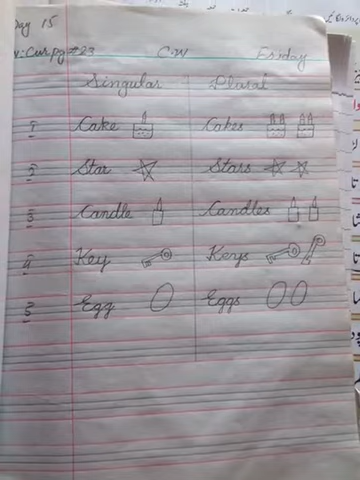 Day 15
W: Cur.pg # 23 C.W Friday
Singular Plural
1 Cake Cakes
2 Star Stars
3 Candle Candles
4 Key Keys
5 Egg Eggs